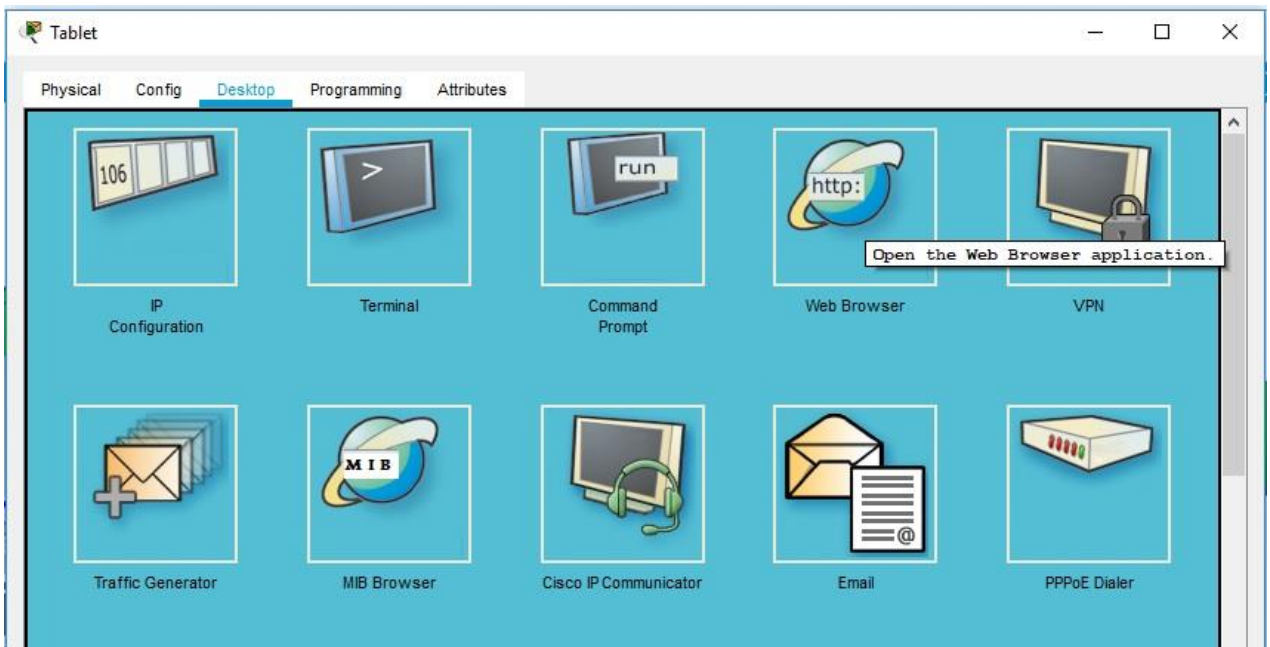 Tablet
Physical Config Desktop Programming Attributes
106
>
run
http:
Open the Web Browser application.
IP
Configuration
Terminal
Command
Prompt
Web Browser
VPN
MIB
@
Traffic Generator
MIB Browser
Cisco IP Communicator
Email
PPPoE Dialer